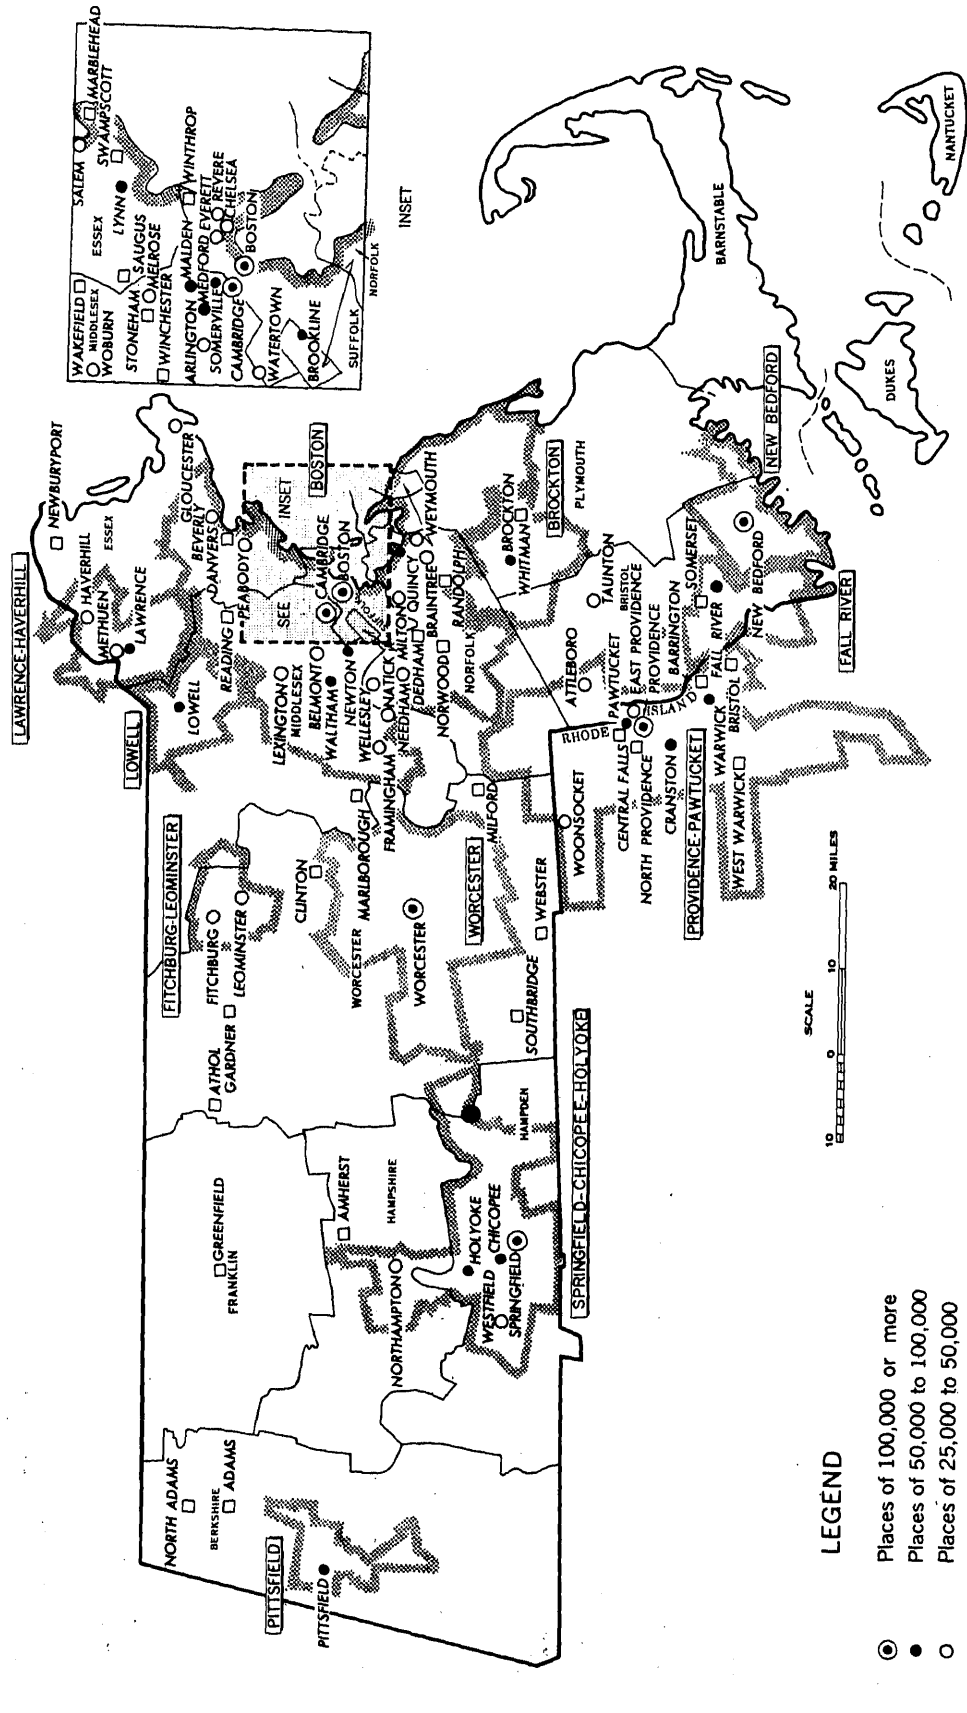 PITTSFIELD
PITTSFIELD
NORTH ADAMS
BERKSHIRE
ADAMS
GREENFIELD
FRANKLIN
AMHERST
HAMPSHIRE
NORTHAMPTON
HOLYOKE
CHICOPEE
WESTFIELD
SPRINGFIELD
HAMPDEN
SPRINGFIELD-CHICOPEE-HOLYOKE
ATHOL
GARDNER
FITCHBURG-LEOMINSTER
FITCHBURG
LEOMINSTER
CLINTON
WORCESTER
WORCESTER
WORCESTER
SOUTHBRIDGE
WEBSTER
MARLBOROUGH
MILFORD
LAWRENCE-HAVERHILL
LOWELL
LOWELL
METHUEN
HAVERHILL
LAWRENCE
NEWBURYPORT
ESSEX
GLOUCESTER
BEVERLY
DANVERS
PEABODY
READING
LEXINGTON
MIDDLESEX
BELMONT
WALTHAM
NEWTON
WELLESLEY
NATICK
FRAMINGHAM
NEEDHAM
DEDHAM
MILTON
QUINCY
BRAINTREE
WEYMOUTH
RANDOLPH
NORWOOD
NORFOLK
SEE
INSET
CAMBRIDGE
BOSTON
BOSTON
BROCKTON
WHITMAN
BROCKTON
PLYMOUTH
TAUNTON
BRISTOL
ATTLEBORO
RHODE
ISLAND
WOONSOCKET
PAWTUCKET
EAST PROVIDENCE
PROVIDENCE
CENTRAL FALLS
NORTH PROVIDENCE
CRANSTON
PROVIDENCE-PAWTUCKET
BARRINGTON
WARWICK
BRISTOL
WEST WARWICK
SOMERSET
FALL RIVER
FALL RIVER
NEW BEDFORD
NEW BEDFORD
BARNSTABLE
DUKES
NANTUCKET
INSET
WAKEFIELD
MIDDLESEX
WOBURN
ESSEX
SALEM
MARBLEHEAD
SWAMPSCOTT
LYNN
SAUGUS
STONEHAM
MELROSE
WINCHESTER
ARLINGTON
MALDEN
WINTHROP
MEDFORD
EVERETT
REVERE
CHELSEA
SOMERVILLE
CAMBRIDGE
BOSTON
WATERTOWN
BROOKLINE
SUFFOLK
NORFOLK
SCALE
10 0 10 20 MILES
LEGEND
Places of 100,000 or more
Places of 50,000 to 100,000
Places of 25,000 to 50,000